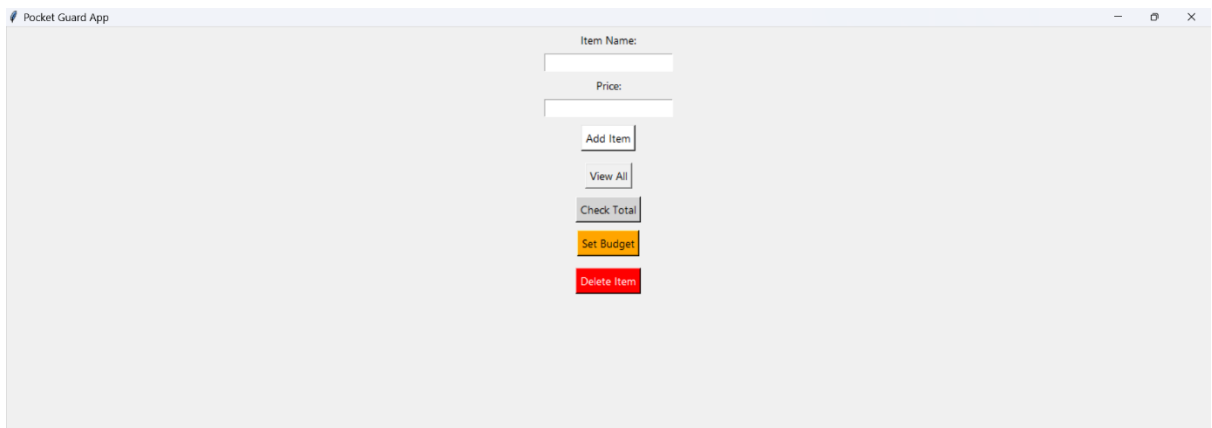 Pocket Guard App
Item Name:
Price:
Add Item
View All
Check Total
Set Budget
Delete Item